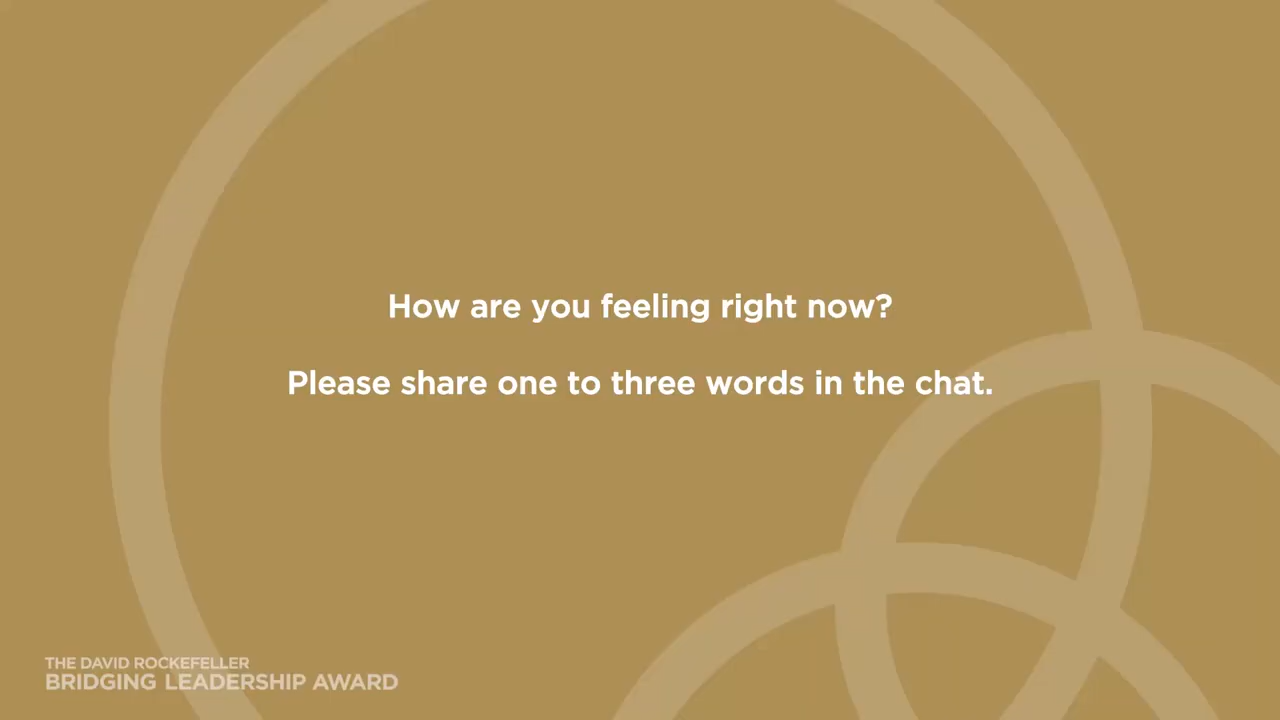 How are you feeling right now?
Please share one to three words in the chat.
THE DAVID ROCKEFELLER
BRIDGING LEADERSHIP AWARD